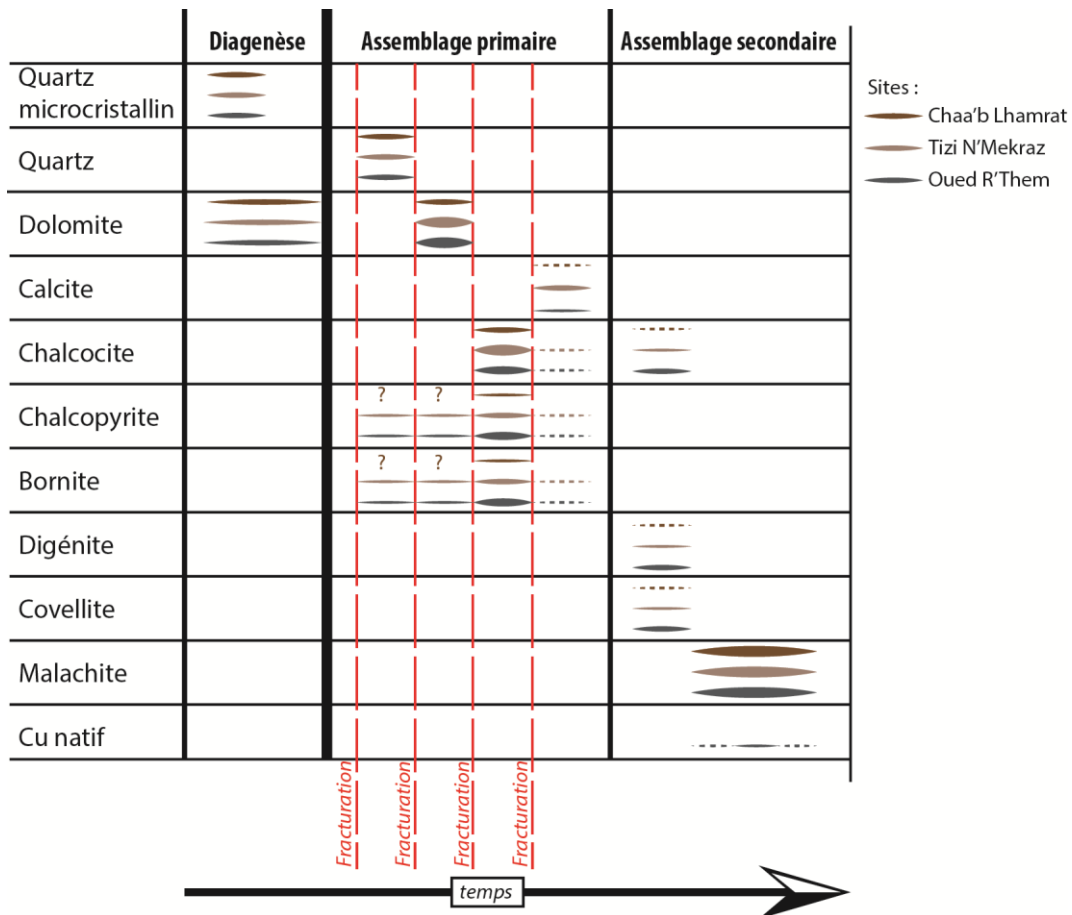 Diagenèse
Assemblage primaire
Assemblage secondaire
Quartz
microcristallin
Quartz
Dolomite
Calcite
Chalcocite
Chalcopyrite
? ?
Bornite
? ?
Digénite
Covellite
Malachite
Cu natif
Fracturation
Fracturation
Fracturation
Fracturation
temps
Sites :
Chaa'b Lhamrat
Tizi N'Mekraz
Oued R'Them